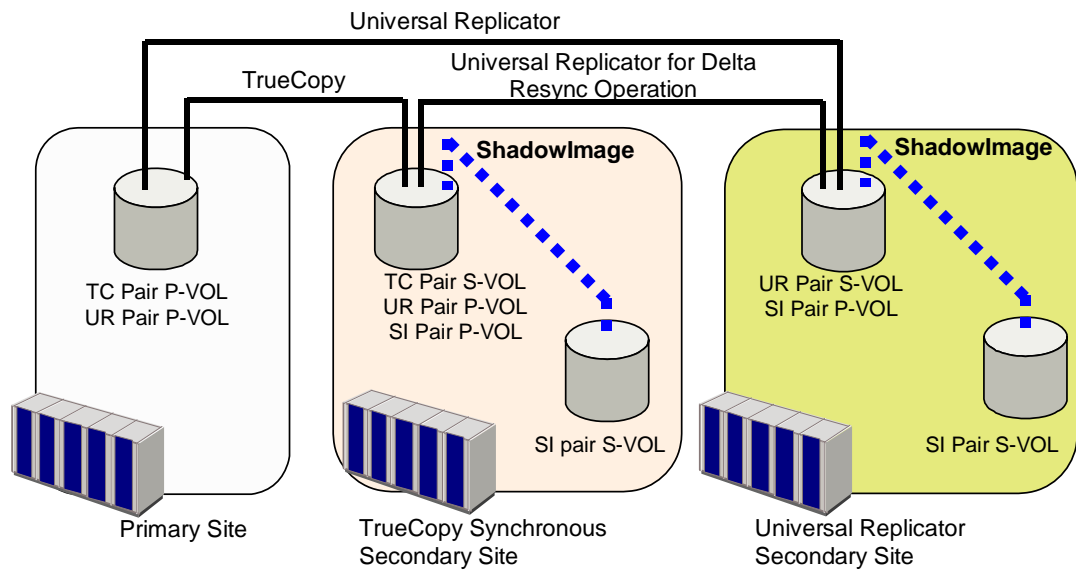 Universal Replicator
TrueCopy
Universal Replicator for Delta
Resync Operation
ShadowImage
ShadowImage
TC Pair P-VOL
UR Pair P-VOL
TC Pair S-VOL
UR Pair P-VOL
SI Pair P-VOL
UR Pair S-VOL
SI Pair P-VOL
SI pair S-VOL
SI Pair S-VOL
Primary Site
TrueCopy Synchronous
Secondary Site
Universal Replicator
Secondary Site